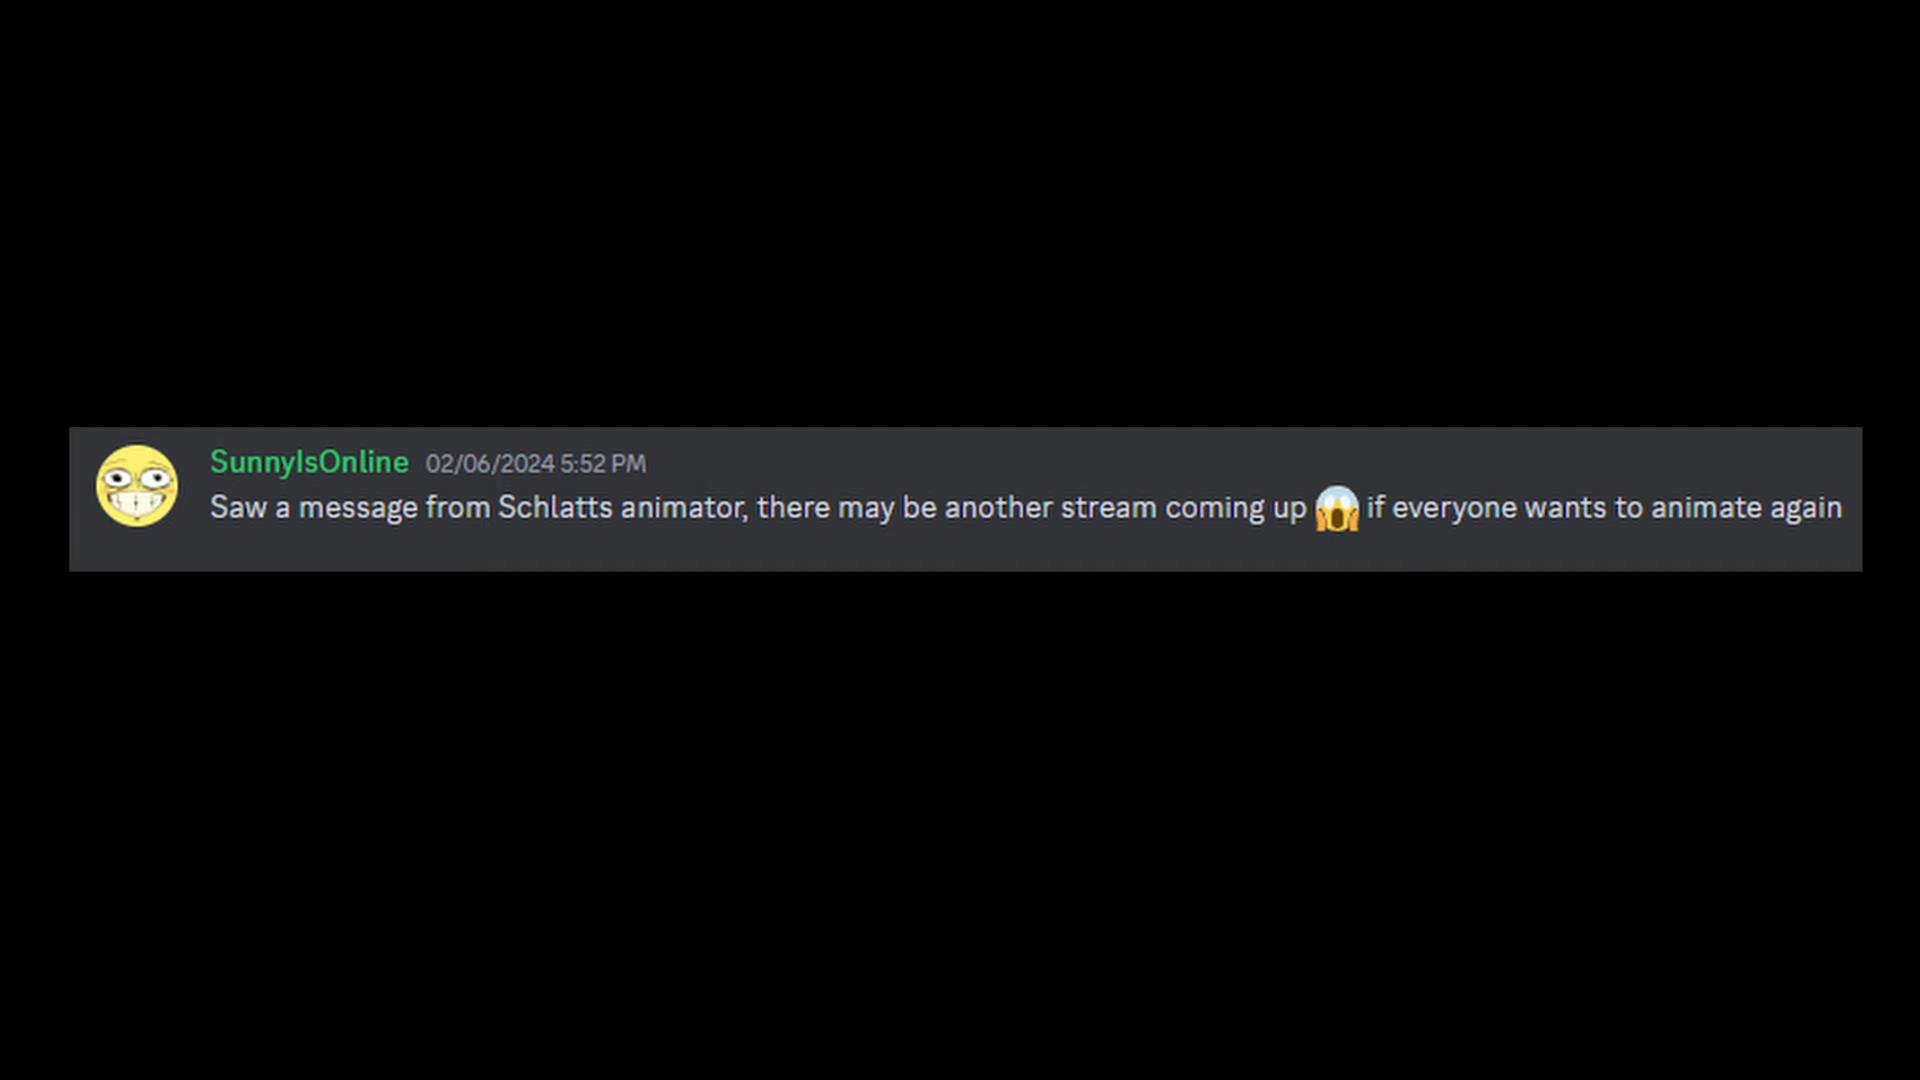 SunnyIsOnline 02/06/2024 5:52 PM
Saw a message from Schlatts animator, there may be another stream coming up 😱 if everyone wants to animate again